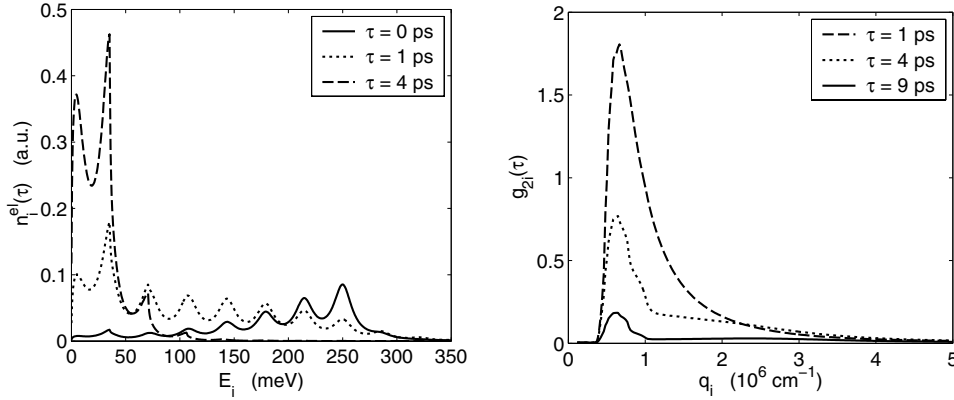 0.5
0.4
0.3
0.2
0.1
0
n_i^el(τ) (a.u.)
0 50 100 150 200 250 300 350
E_i (meV)
τ = 0 ps
τ = 1 ps
τ = 4 ps
2
1.5
1
0.5
0
g_2i(τ)
0 1 2 3 4 5
q_i (10^6 cm^−1)
τ = 1 ps
τ = 4 ps
τ = 9 ps